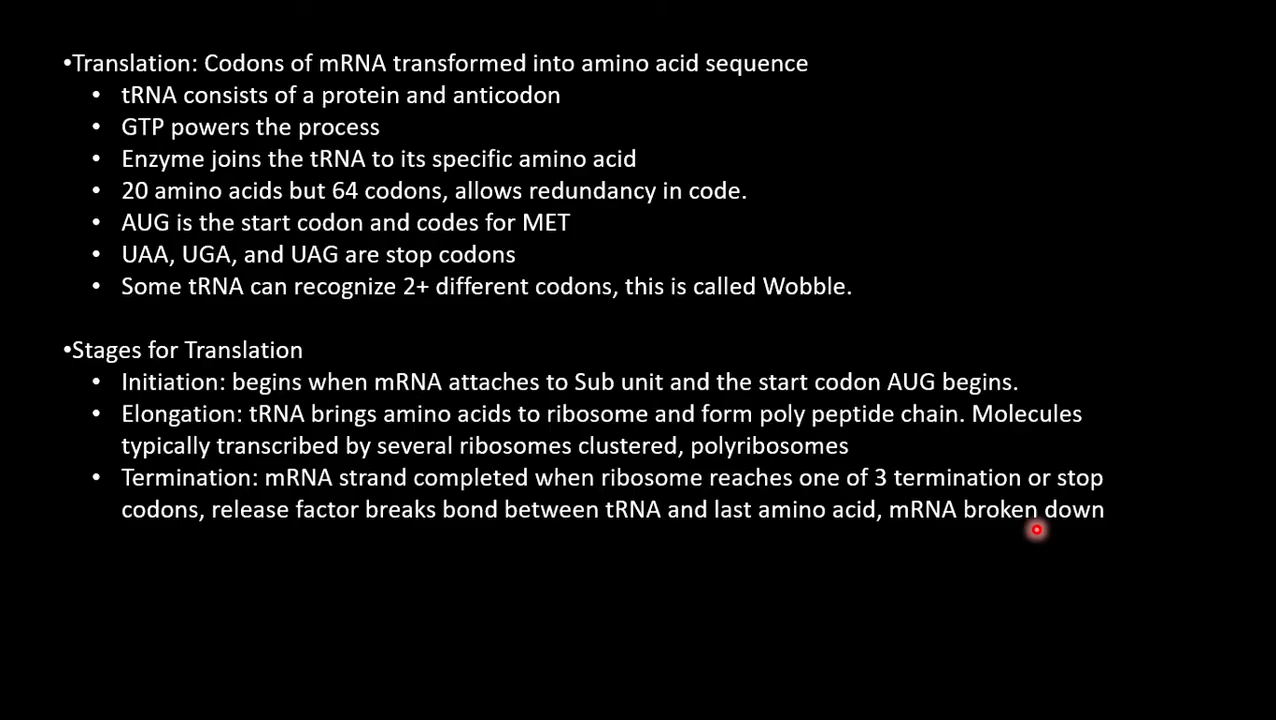 •Translation: Codons of mRNA transformed into amino acid sequence
• tRNA consists of a protein and anticodon
• GTP powers the process
• Enzyme joins the tRNA to its specific amino acid
• 20 amino acids but 64 codons, allows redundancy in code.
• AUG is the start codon and codes for MET
• UAA, UGA, and UAG are stop codons
• Some tRNA can recognize 2+ different codons, this is called Wobble.
•Stages for Translation
• Initiation: begins when mRNA attaches to Sub unit and the start codon AUG begins.
• Elongation: tRNA brings amino acids to ribosome and form poly peptide chain. Molecules
typically transcribed by several ribosomes clustered, polyribosomes
• Termination: mRNA strand completed when ribosome reaches one of 3 termination or stop
codons, release factor breaks bond between tRNA and last amino acid, mRNA broken down